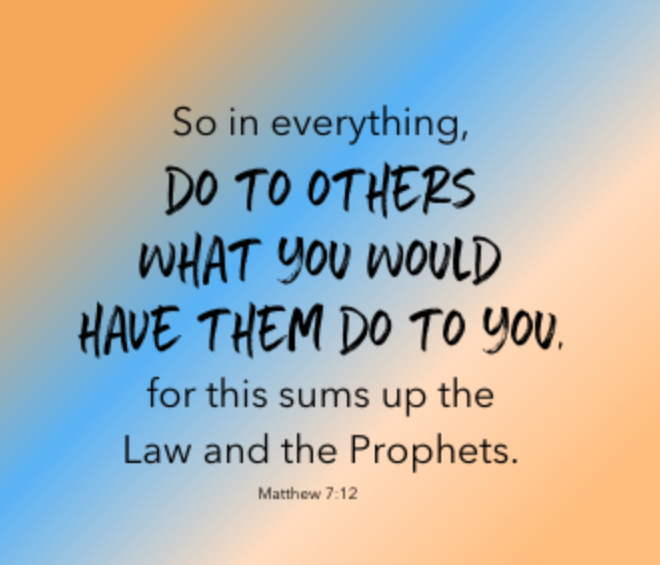 So in everything,
DO TO OTHERS
WHAT YOU WOULD
HAVE THEM DO TO YOU,
for this sums up the
Law and the Prophets.
Matthew 7:12